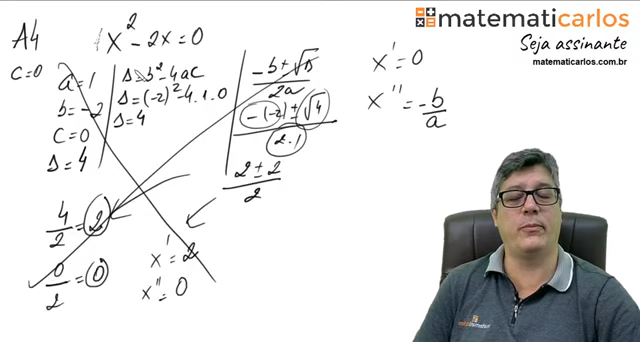 A4
1x² - 2x = 0
C=0
a = 1
b = -2
C = 0
Δ = 4
Δ = b² - 4ac
Δ = (-2)² - 4.1.0
Δ = 4
-b ± √Δ
2a
-(-2) ± √4
2.1
2 ± 2
2
4/2 = 2
0/2 = 0
x' = 2
x'' = 0
x' = 0
x'' = -b/a
matematicarlos
Seja assinante
matematicarlos.com.br